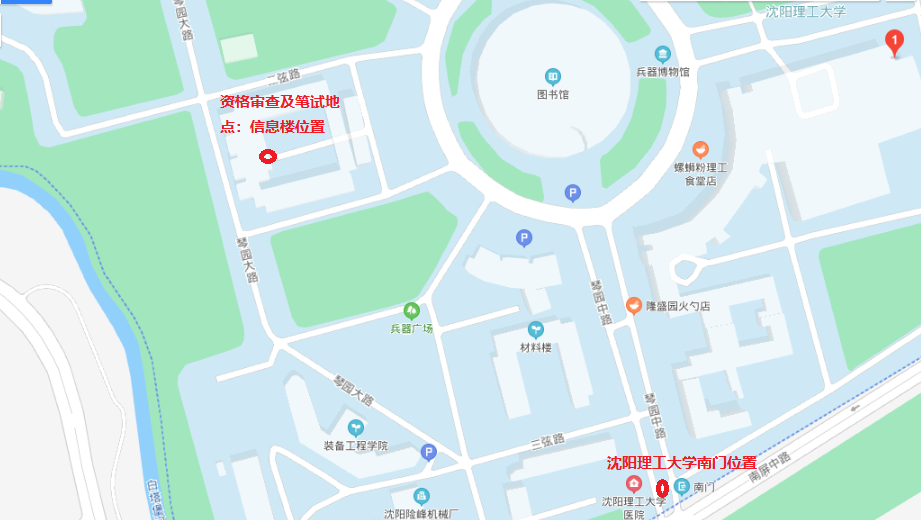 琴园大路
沈阳理工大学
1
兵器博物馆
二弦路
图书馆
资格审查及笔试地
点：信息楼位置
螺蛳粉理工
食堂店
P
P
琴园大路
琴园中路
隆盛园火勺店
兵器广场
材料楼
琴园大路
琴园中路
装备工程学院
P
三弦路
沈阳理工大学南门位置
南屏中路
沈阳理工大学
医院
南门
沈阳险峰机械厂